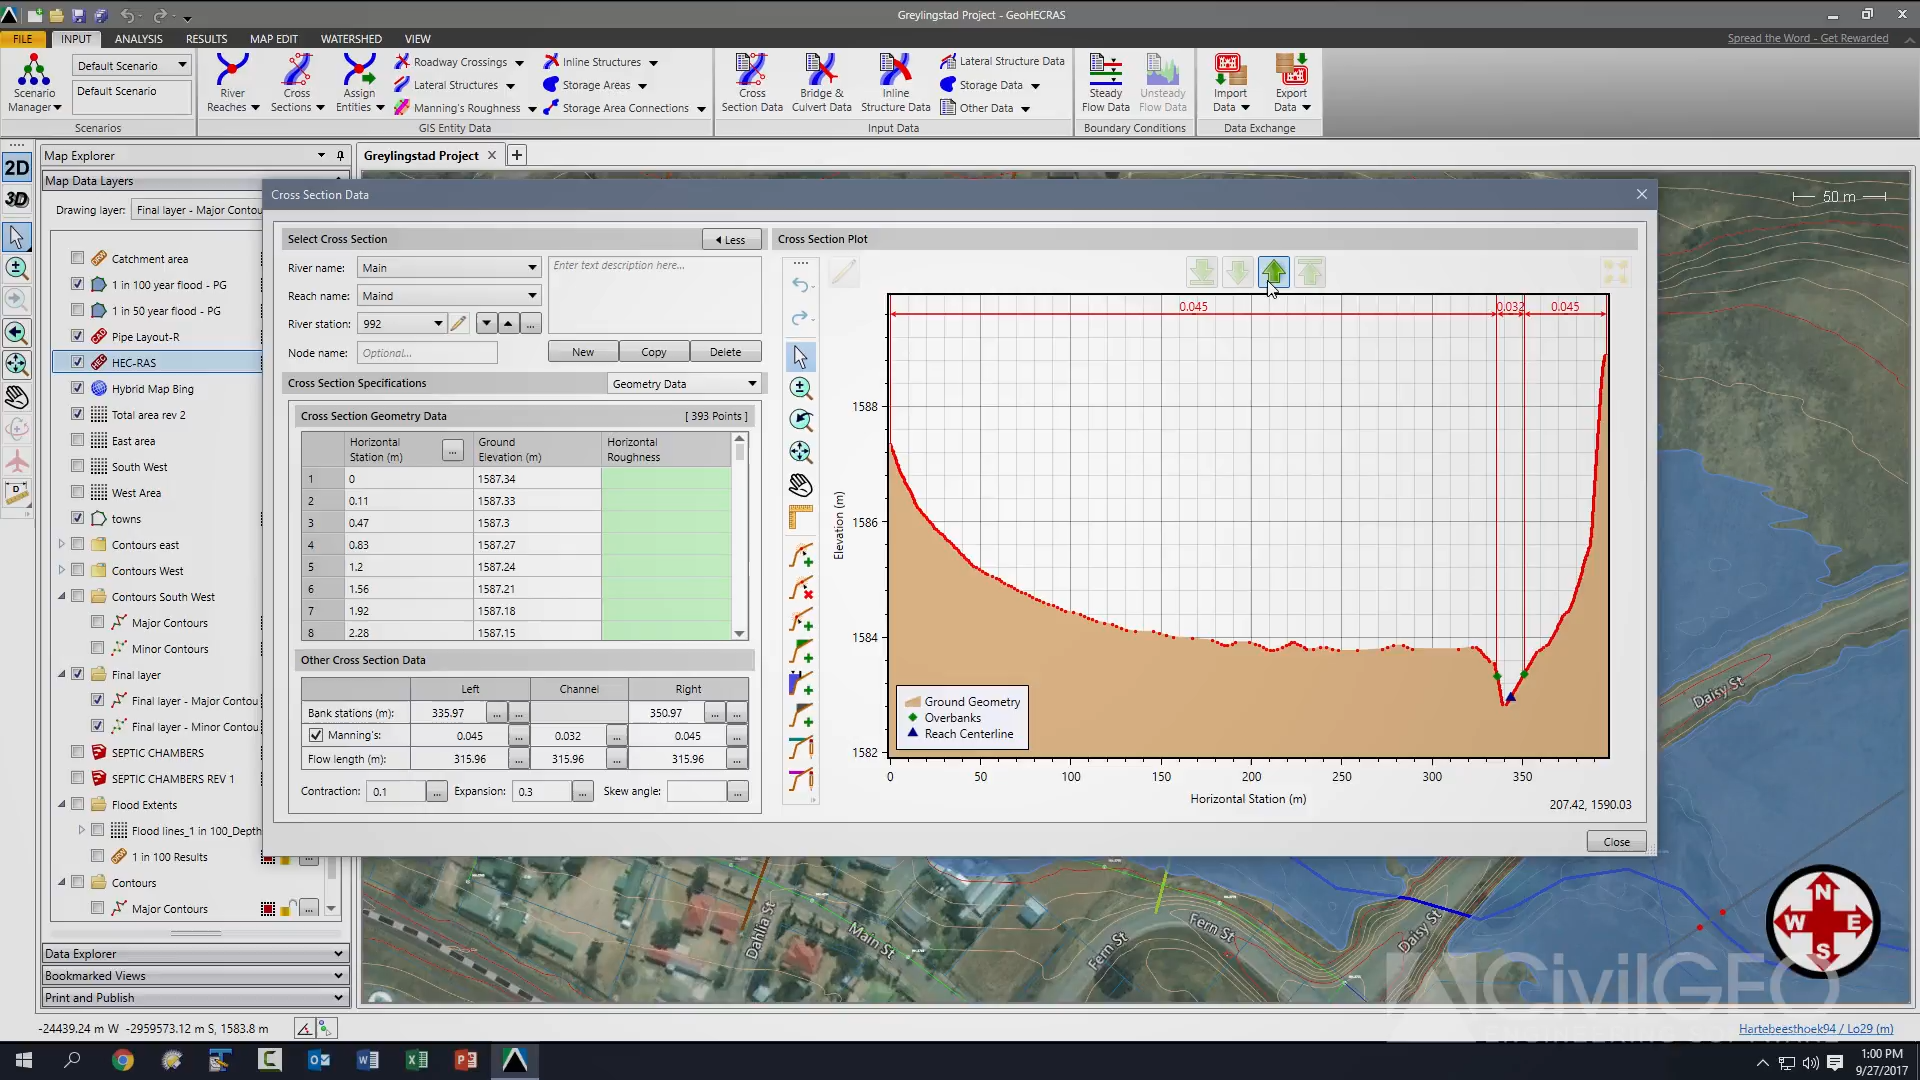 Greylingstad Project - GeoHECRAS
FILE INPUT ANALYSIS RESULTS MAP EDIT WATERSHED VIEW
Spread the Word - Get Rewarded
Scenario Manager
Default Scenario
Default Scenario
Scenarios
River Reaches
Cross Sections
Assign Entities
Roadway Crossings
Lateral Structures
Manning's Roughness
Inline Structures
Storage Areas
Storage Area Connections
GIS Entity Data
Cross Section Data
Bridge & Culvert Data
Inline Structure Data
Lateral Structure Data
Storage Data
Other Data
Input Data
Steady Flow Data
Unsteady Flow Data
Boundary Conditions
Import Data
Export Data
Data Exchange
2D
3D
Map Explorer
Map Data Layers
Drawing layer: Final layer - Major Contou
Catchment area
1 in 100 year flood - PG
1 in 50 year flood - PG
Pipe Layout-R
HEC-RAS
Hybrid Map Bing
Total area rev 2
East area
South West
West Area
towns
Contours east
Contours West
Contours South West
Major Contours
Minor Contours
Final layer
Final layer - Major Contou
Final layer - Minor Contou
SEPTIC CHAMBERS
SEPTIC CHAMBERS REV 1
Flood Extents
Flood lines_1 in 100_Depth
1 in 100 Results
Contours
Major Contours
Data Explorer
Bookmarked Views
Print and Publish
Greylingstad Project
50 m
Cross Section Data
Select Cross Section
Less
River name: Main
Reach name: Maind
River station: 992
Node name: Optional...
Enter text description here...
New Copy Delete
Cross Section Specifications
Geometry Data
Cross Section Geometry Data [ 393 Points ]
Horizontal Station (m) ... Ground Elevation (m) Horizontal Roughness
1 0 1587.34
2 0.11 1587.33
3 0.47 1587.3
4 0.83 1587.27
5 1.2 1587.24
6 1.56 1587.21
7 1.92 1587.18
8 2.28 1587.15
Other Cross Section Data
Left Channel Right
Bank stations (m): 335.97 ... ... 350.97 ... ...
Manning's: 0.045 ... 0.032 ... 0.045 ...
Flow length (m): 315.96 ... 315.96 ... 315.96 ...
Contraction: 0.1 ... Expansion: 0.3 ... Skew angle: ...
Cross Section Plot
0.045 0.032 0.045
1588
1586
1584
1582
Elevation (m)
Ground Geometry
Overbanks
Reach Centerline
0 50 100 150 200 250 300 350
Horizontal Station (m)
207.42, 1590.03
Close
Daisy St
Dahlia St
Main St
Fern St
Fern St
Daisy St
N
W E
S
CivilGEO
ENGINEERING SOFTWARE
-24439.24 m W -2959573.12 m S, 1583.8 m
Hartebeesthoek94 / Lo29 (m)
1:00 PM
9/27/2017